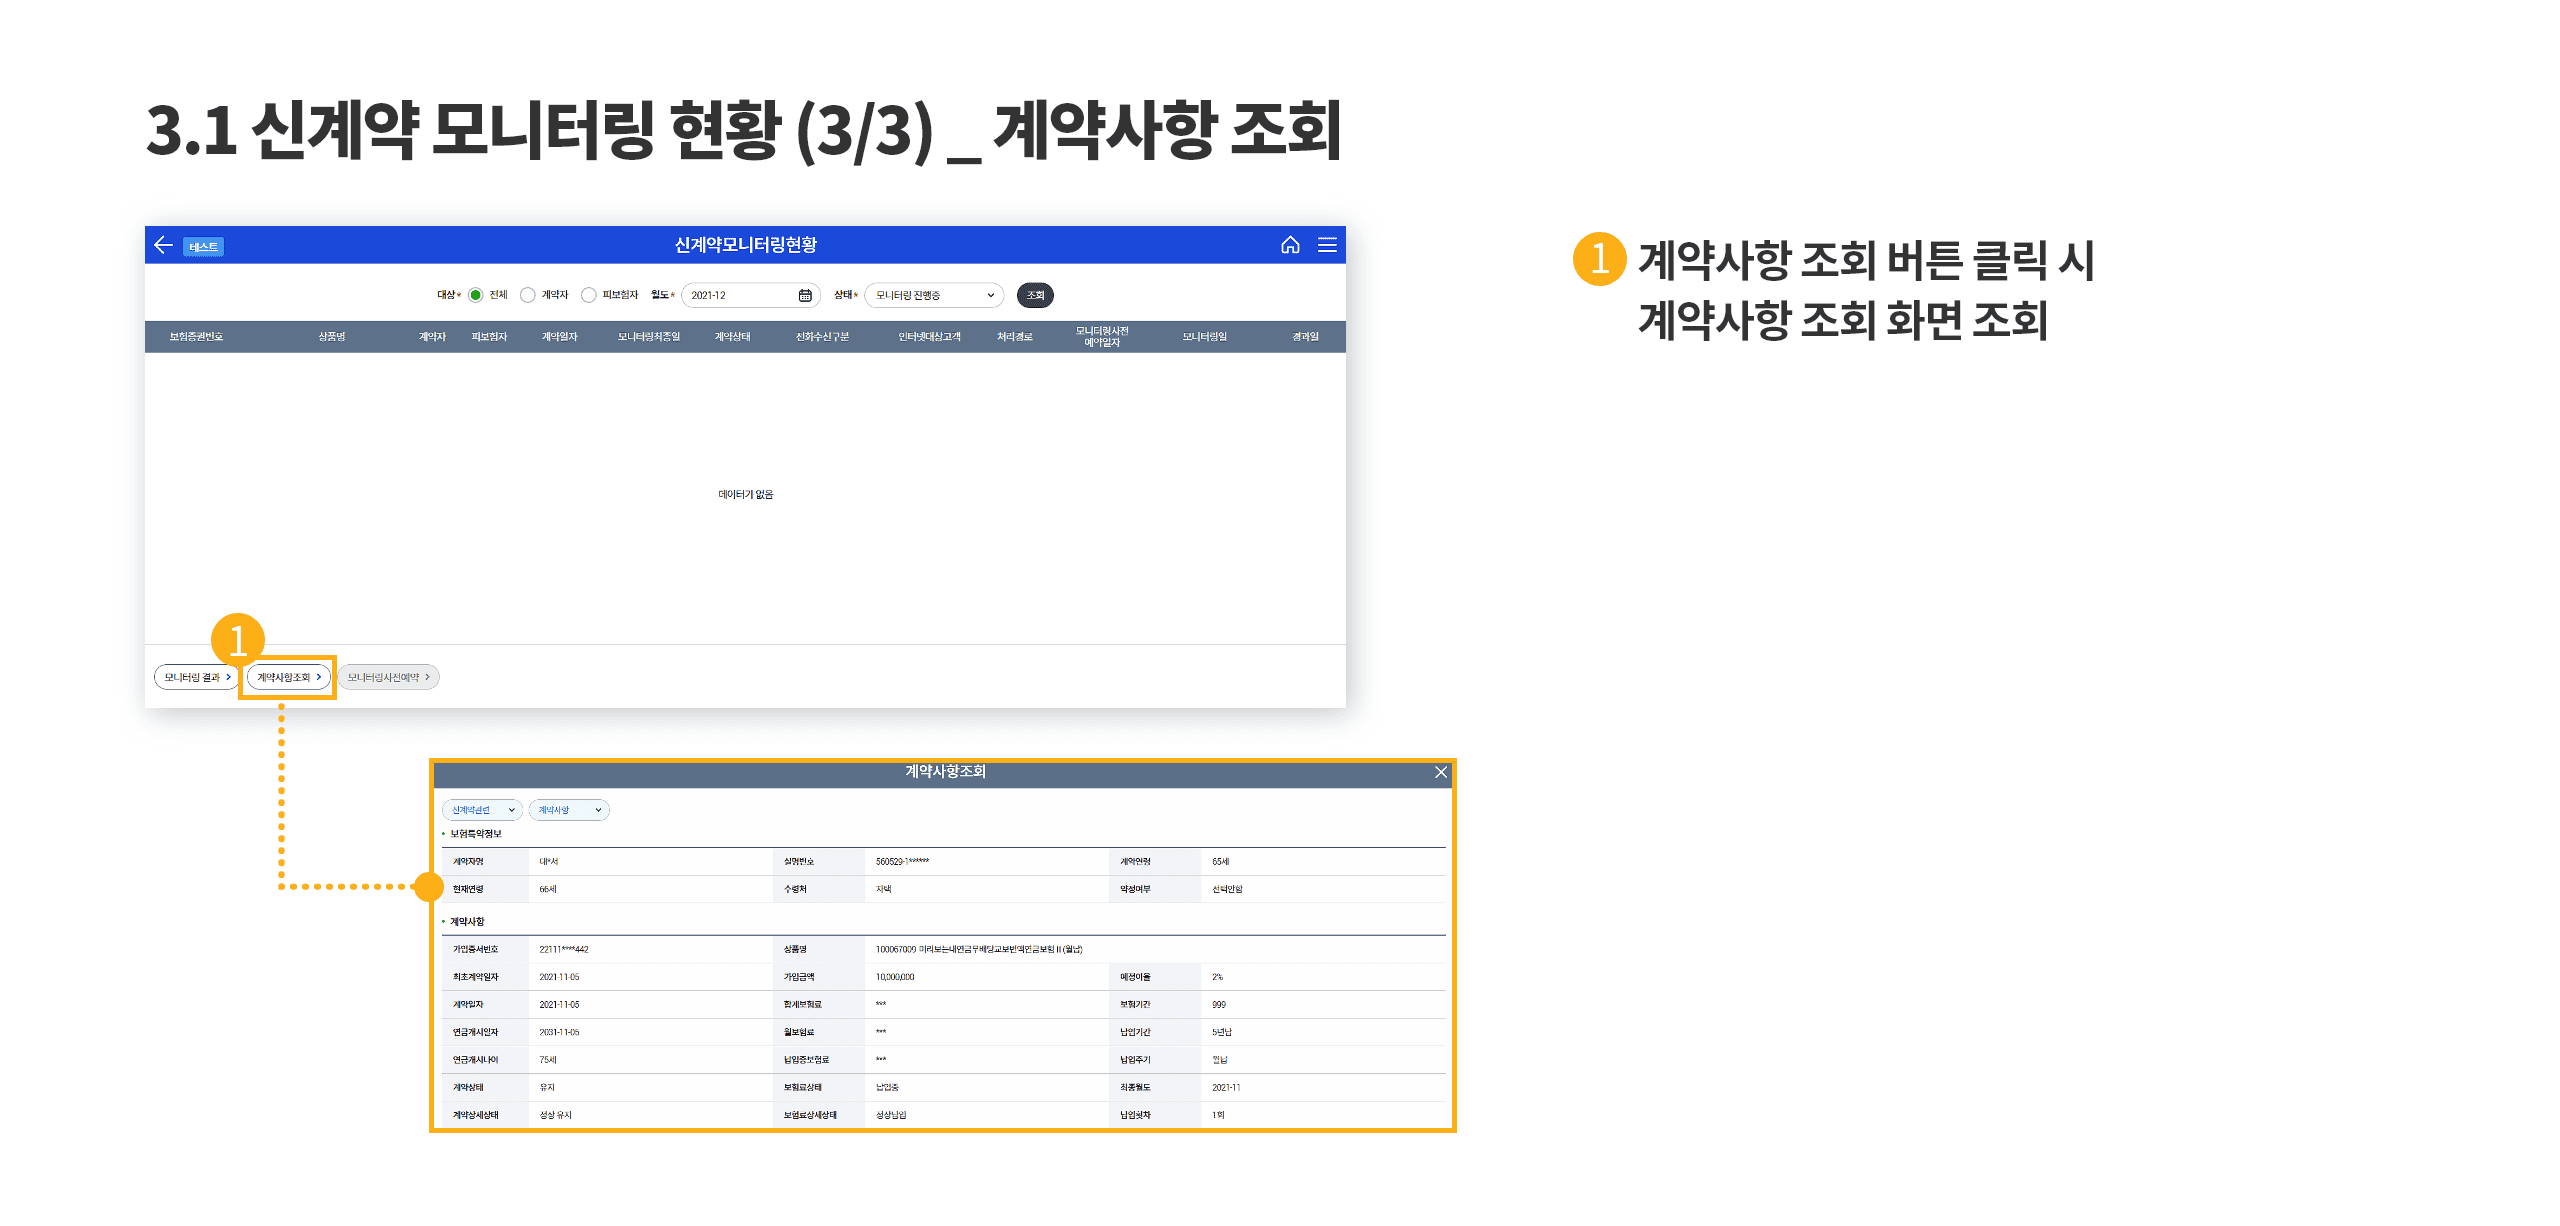 3.1 신계약 모니터링 현황 (3/3) _ 계약사항 조회
테스트
신계약모니터링현황
대상* 전체 계약자 피보험자 월도* 2021-12 상태* 모니터링 진행중 조회
보험증권번호 상품명 계약자 피보험자 계약일자 모니터링최종일 계약상태 전화수신구분 인터넷대상고객 처리경로 모니터링사전 모니터링일 경과일
예약일자
데이터가 없음
1
모니터링 결과 계약사항조회 모니터링사전예약
1 계약사항 조회 버튼 클릭 시
계약사항 조회 화면 조회
계약사항조회
신계약관련 계약사항
보험특약정보
계약자명 대*서 실명번호 560529-1****** 계약연령 65세
현재연령 66세 수령처 자택 약정여부 선택안함
계약사항
가입증서번호 22111****442 상품명 100067009 미리보는내연금무배당교보변액연금보험 II (월납)
최초계약일자 2021-11-05 가입금액 10,000,000 예정이율 2%
계약일자 2021-11-05 합계보험료 *** 보험기간 999
연금개시일자 2031-11-05 월보험료 *** 납입기간 5년납
연금개시나이 75세 납입중보험료 *** 납입주기 월납
계약상태 유지 보험료상태 납입중 최종월도 2021-11
계약상세상태 정상 유지 보험료상세상태 정상납입 납입횟차 1회